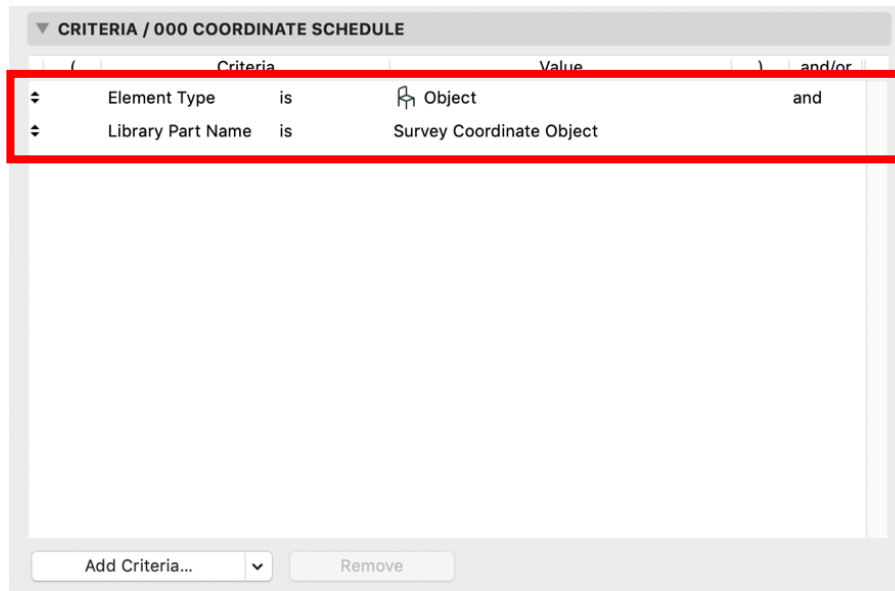 CRITERIA / 000 COORDINATE SCHEDULE
( Criteria Value ) and/or
Element Type is Object and
Library Part Name is Survey Coordinate Object
Add Criteria... Remove